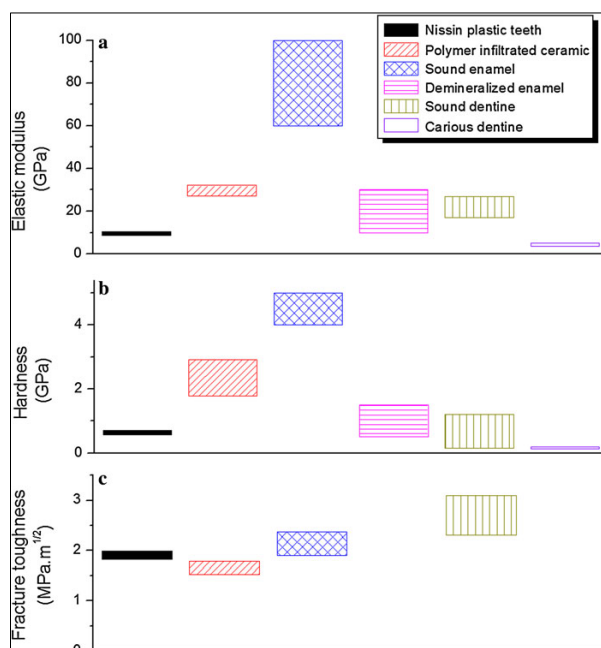 a
Nissin plastic teeth
Polymer infiltrated ceramic
Sound enamel
Demineralized enamel
Sound dentine
Carious dentine
Elastic modulus
(GPa)
100
80
60
40
20
0
b
Hardness
(GPa)
4
2
0
c
Fracture toughness
(MPa.m1/2)
3
2
1
0